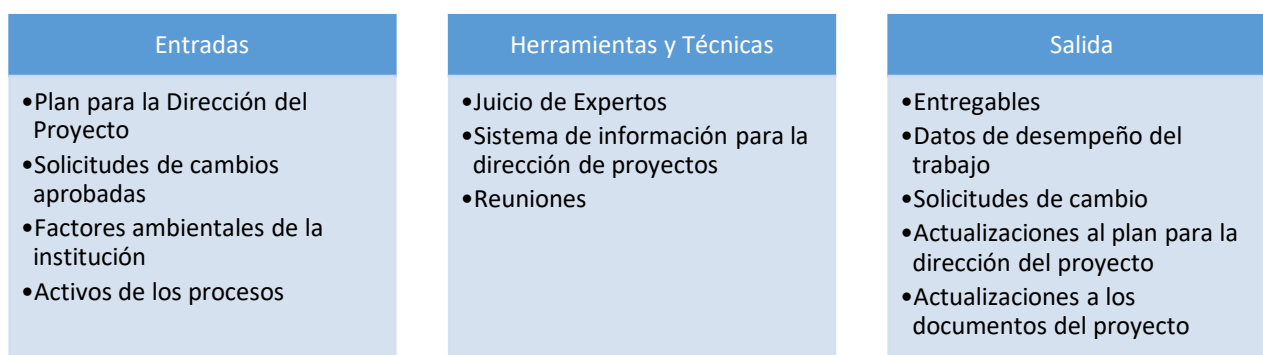 Entradas
•Plan para la Dirección del
Proyecto
•Solicitudes de cambios
aprobadas
•Factores ambientales de la
institución
•Activos de los procesos
Herramientas y Técnicas
•Juicio de Expertos
•Sistema de información para la
dirección de proyectos
•Reuniones
Salida
•Entregables
•Datos de desempeño del
trabajo
•Solicitudes de cambio
•Actualizaciones al plan para la
dirección del proyecto
•Actualizaciones a los
documentos del proyecto